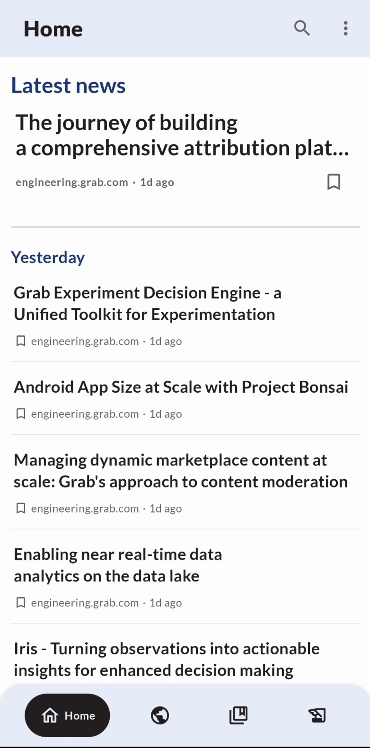 Home
Latest news
The journey of building
a comprehensive attribution plat...
engineering.grab.com · 1d ago
Yesterday
Grab Experiment Decision Engine - a
Unified Toolkit for Experimentation
engineering.grab.com · 1d ago
Android App Size at Scale with Project Bonsai
engineering.grab.com · 1d ago
Managing dynamic marketplace content at
scale: Grab's approach to content moderation
engineering.grab.com · 1d ago
Enabling near real-time data
analytics on the data lake
engineering.grab.com · 1d ago
Iris - Turning observations into actionable
insights for enhanced decision making
Home